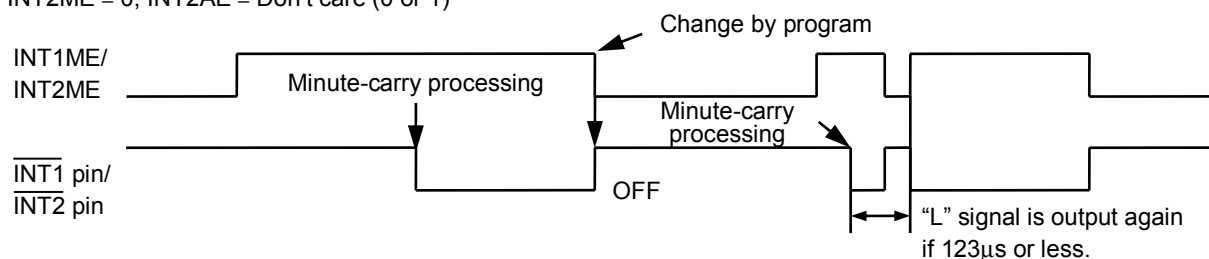 INT2ME = 0, INT2AE = Don't care (0 or 1)
Change by program
INT1ME/
INT2ME
Minute-carry processing
Minute-carry
processing
INT1 pin/
INT2 pin
OFF
“L” signal is output again
if 123μs or less.